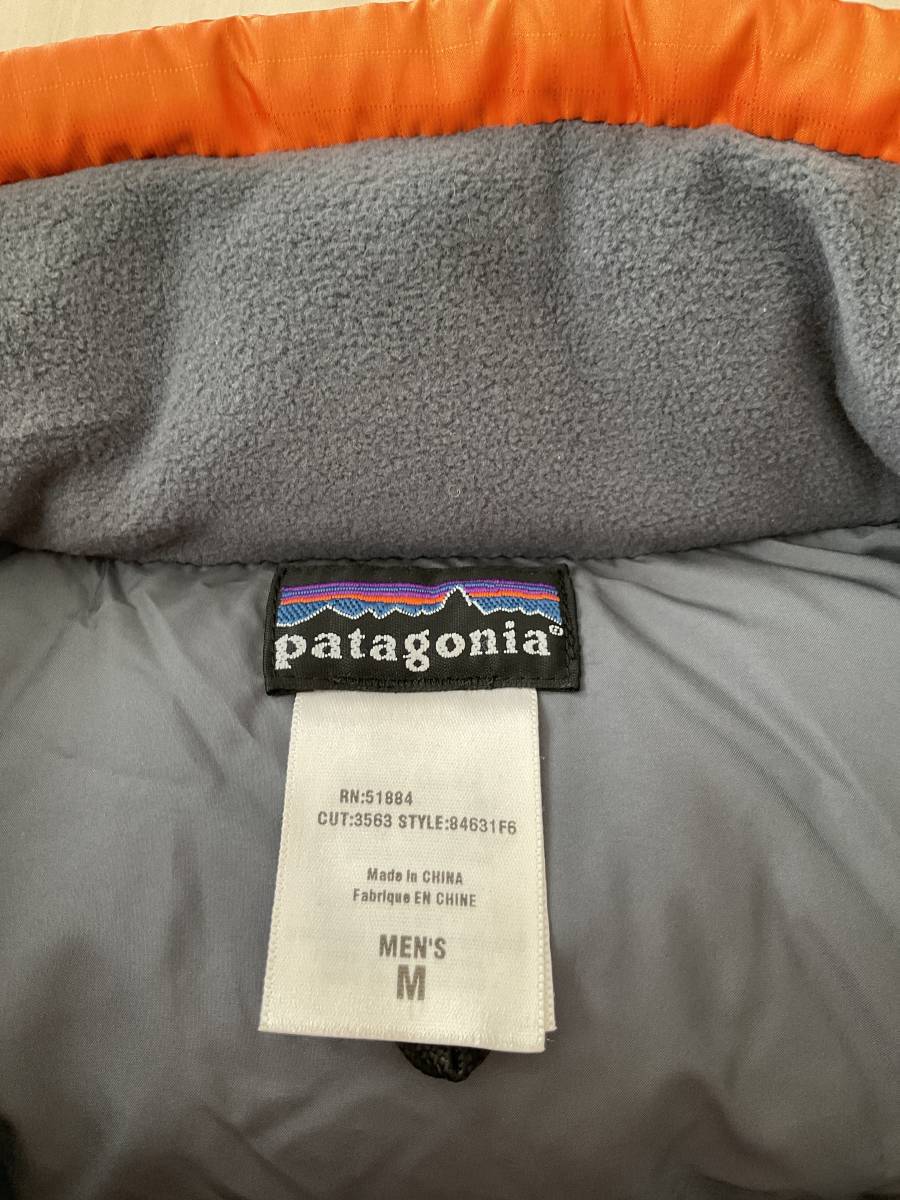 patagonia®
RN:51884
CUT:3563 STYLE:84631F6
Made in CHINA
Fabrique EN CHINE
MEN'S
M